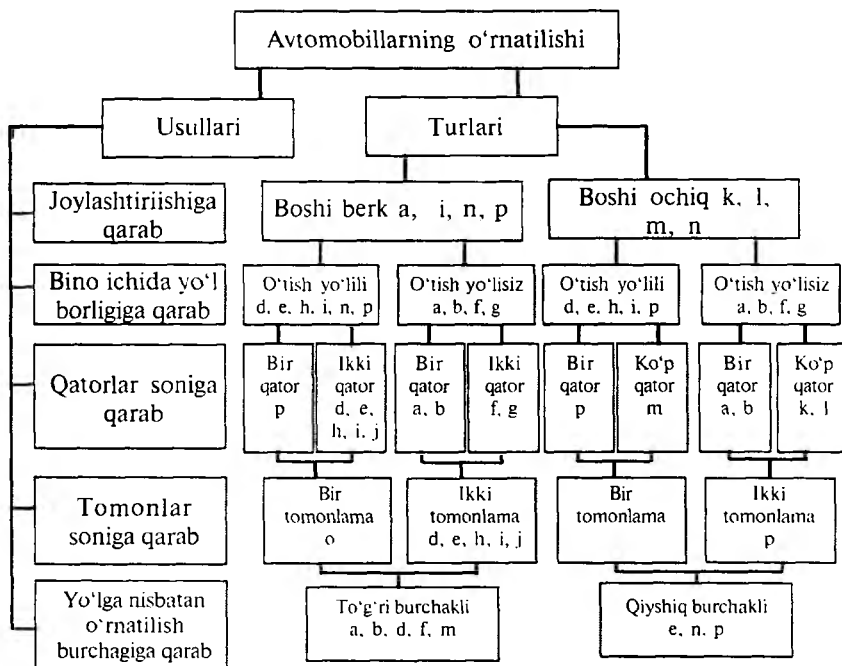 Avtomobillarning o‘rnatilishi
Usullari
Turlari
Joylashtiriishiga
qarab
Boshi berk a, i, n, p
Boshi ochiq k, l,
m, n
Bino ichida yo‘l
borligiga qarab
O‘tish yo‘lili
d, e, h, i, n, p
O‘tish yo‘lisiz
a, b, f, g
O‘tish yo‘lili
d, e, h, i, p
O‘tish yo‘lisiz
a, b, f, g
Qatorlar soniga
qarab
Bir
qator
p
Ikki
qator
d, e,
h, i, j
Bir
qator
a, b
Ikki
qator
f, g
Bir
qator
p
Ko‘p
qator
m
Bir
qator
a, b
Ko‘p
qator
k, l
Tomonlar
soniga qarab
Bir
tomonlama
o
Ikki
tomonlama
d, e, h, i, j
Bir
tomonlama
Ikki
tomonlama
p
Yo‘lga nisbatan
o‘rnatilish
burchagiga qarab
To‘g‘ri burchakli
a, b, d, f, m
Qiyshiq burchakli
e, n, p